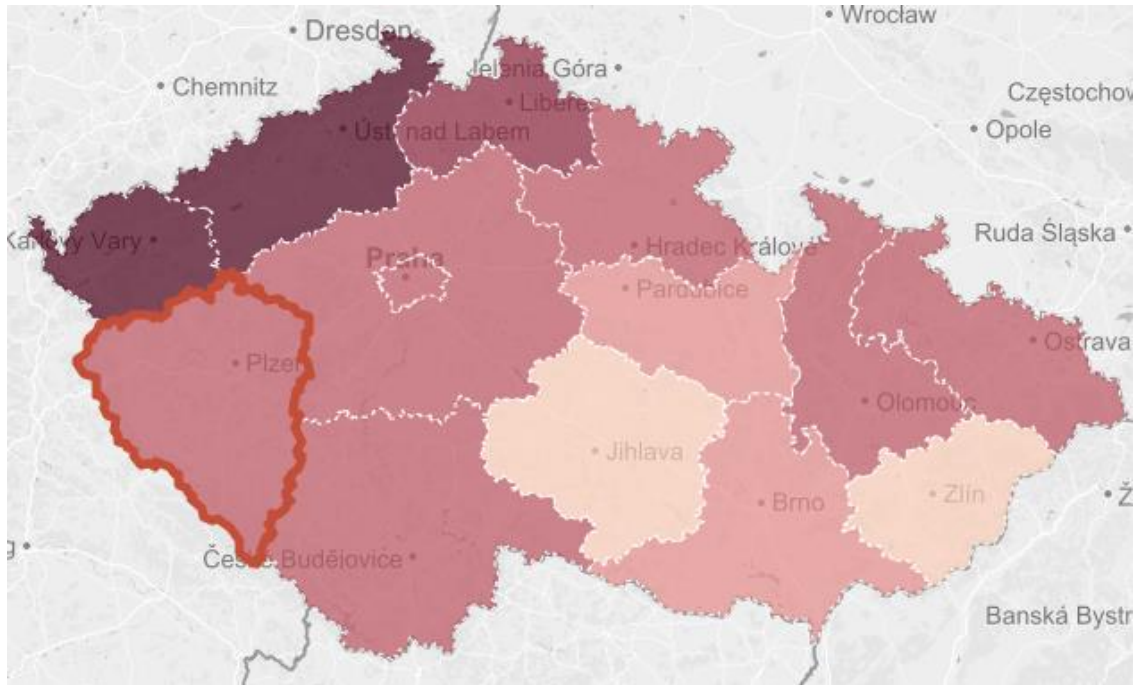 Wrocław
Dresden
Jelenia Góra
Chemnitz
Liberec
Częstochow
Ústí nad Labem
Opole
Ruda Śląska
Karlovy Vary
Hradec Králové
Praha
Pardubice
Ostrava
Plzeň
Olomouc
Jihlava
Zlín
Ž
Brno
g
České Budějovice
Banská Bystr